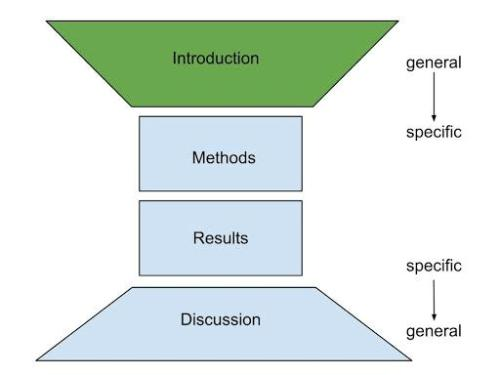 Introduction
general
specific
Methods
Results
specific
Discussion
general